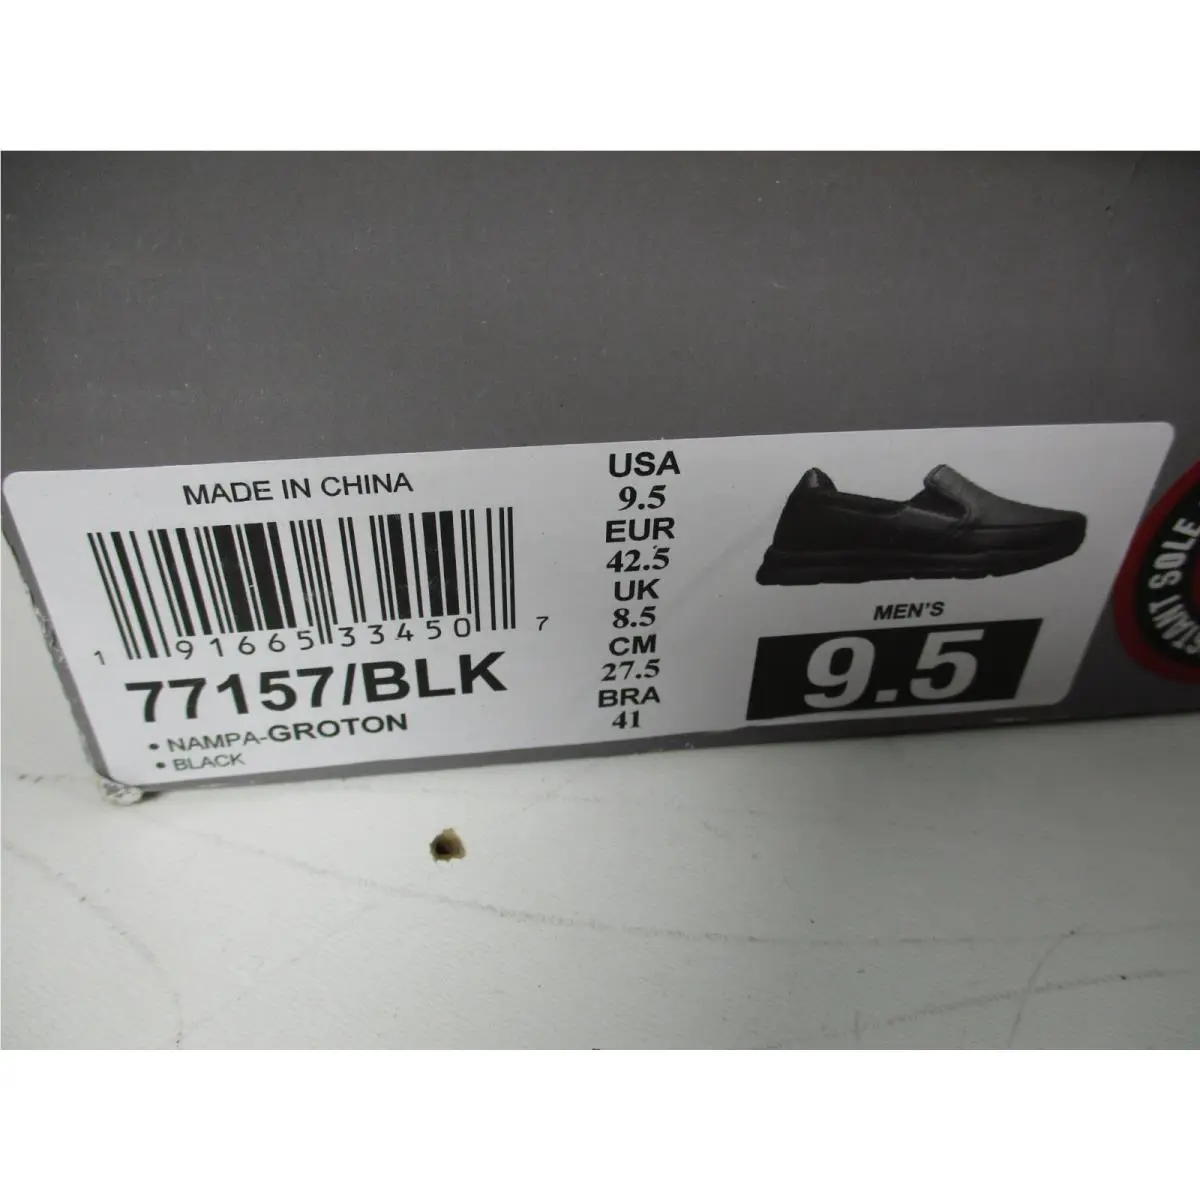 MADE IN CHINA
1 91665 33450 7
77157/BLK
• NAMPA-GROTON
• BLACK
USA
9.5
EUR
42.5
UK
8.5
CM
27.5
BRA
41
MEN'S
9.5
SOLE